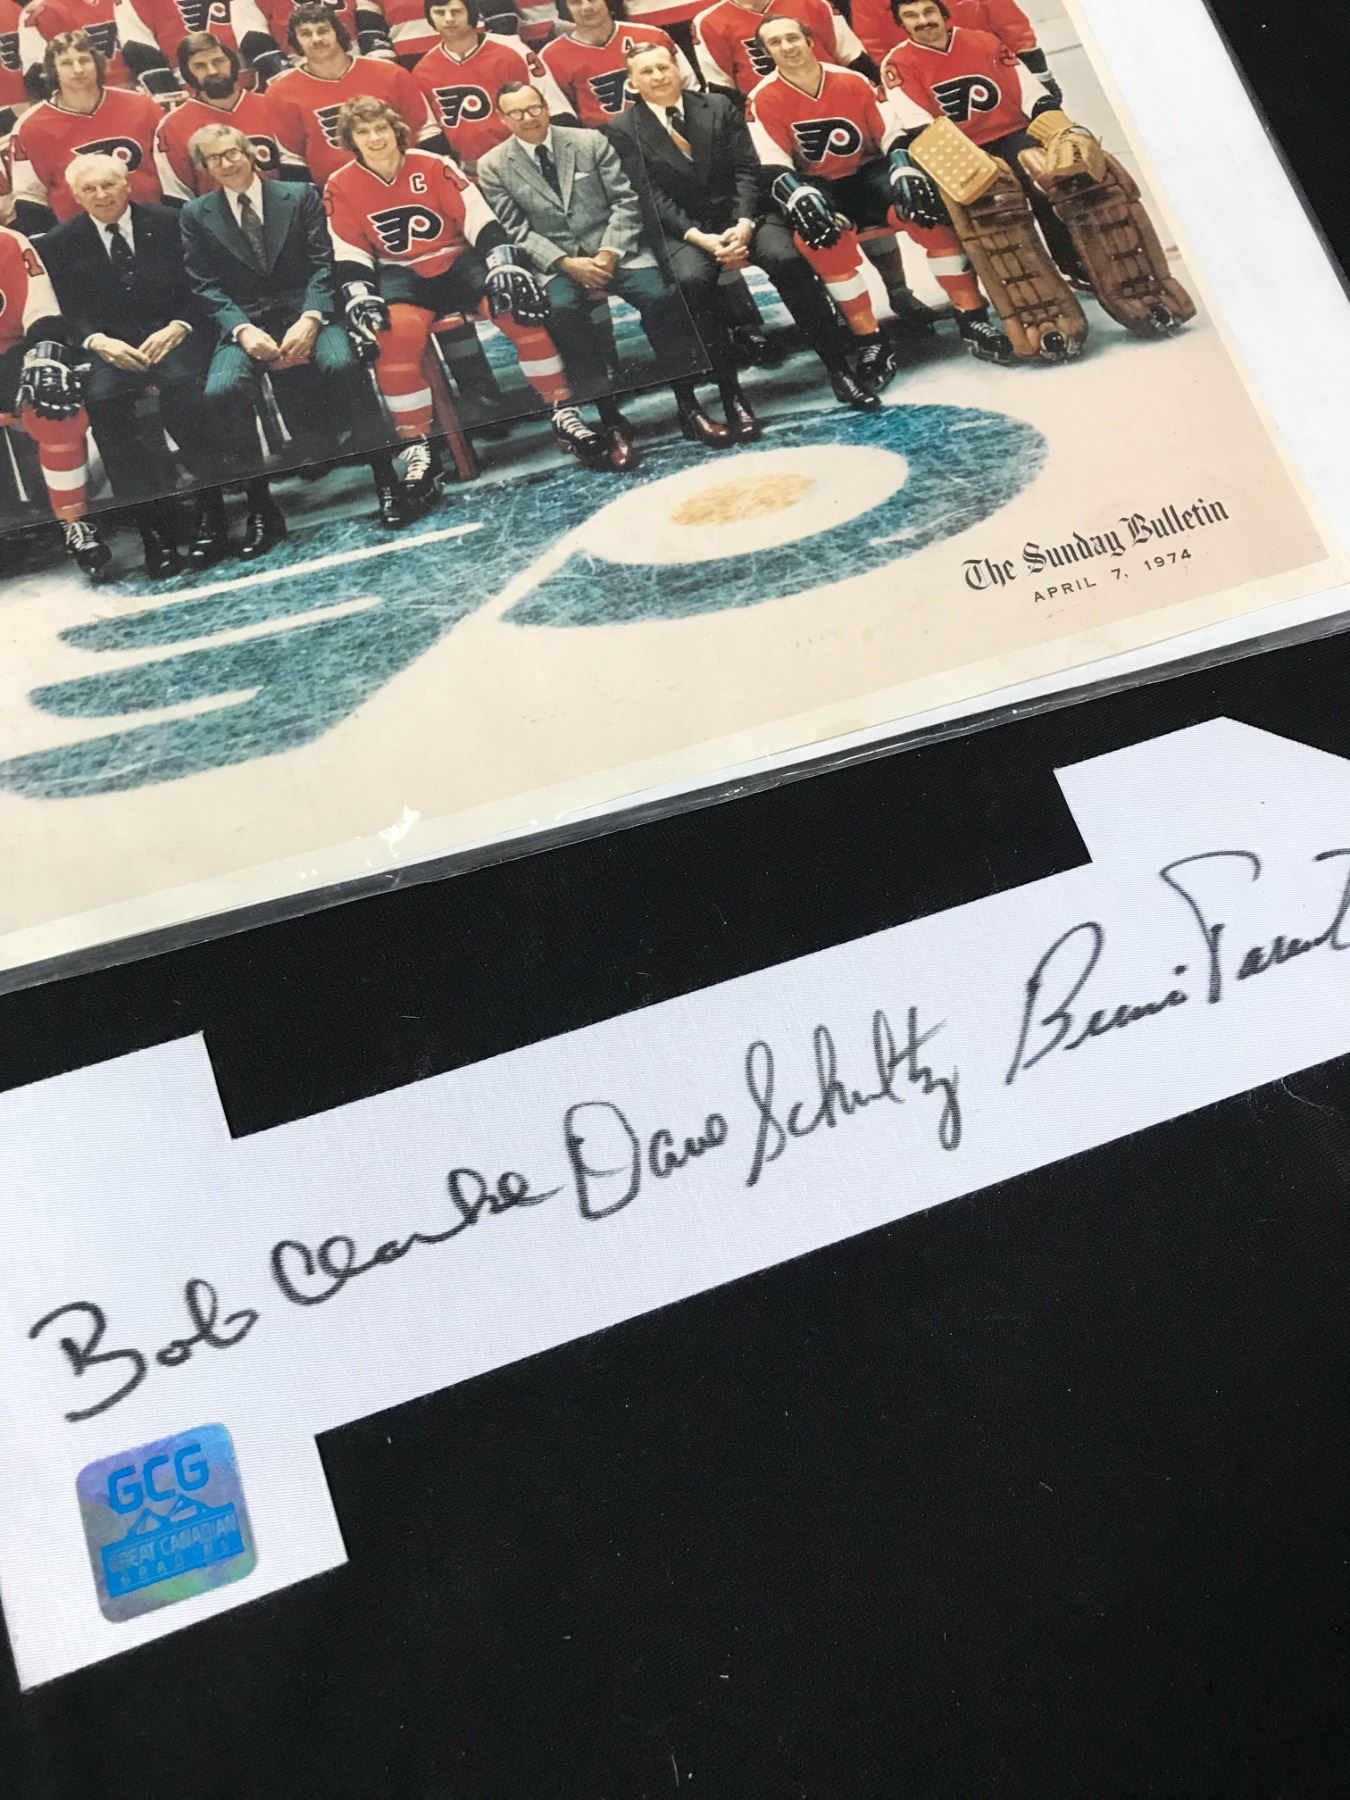 C
A
The Sunday Bulletin
APRIL 7, 1974
Bob Clarke Dave Schultz Bernie Parent
GCG
GREAT CANADIAN